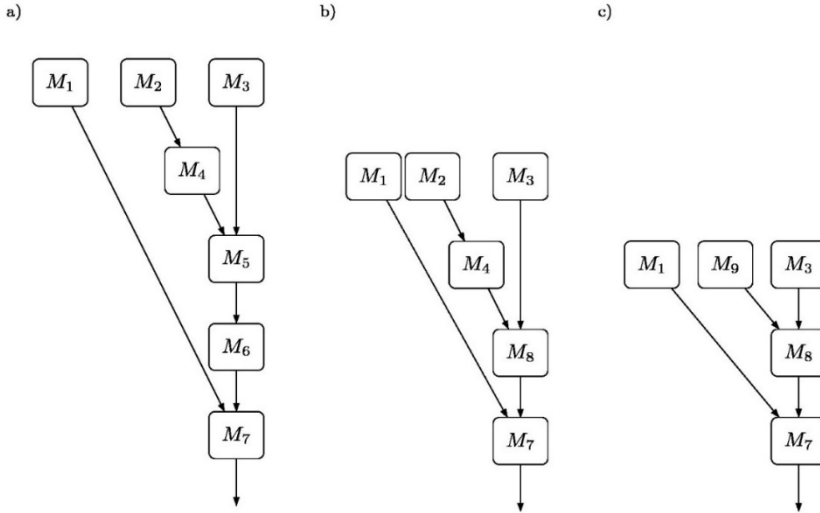 a)
b)
c)
M₁ M₂ M₃
M₄
M₅
M₆
M₇
M₁ M₂ M₃
M₄
M₈
M₇
M₁ M₉ M₃
M₈
M₇